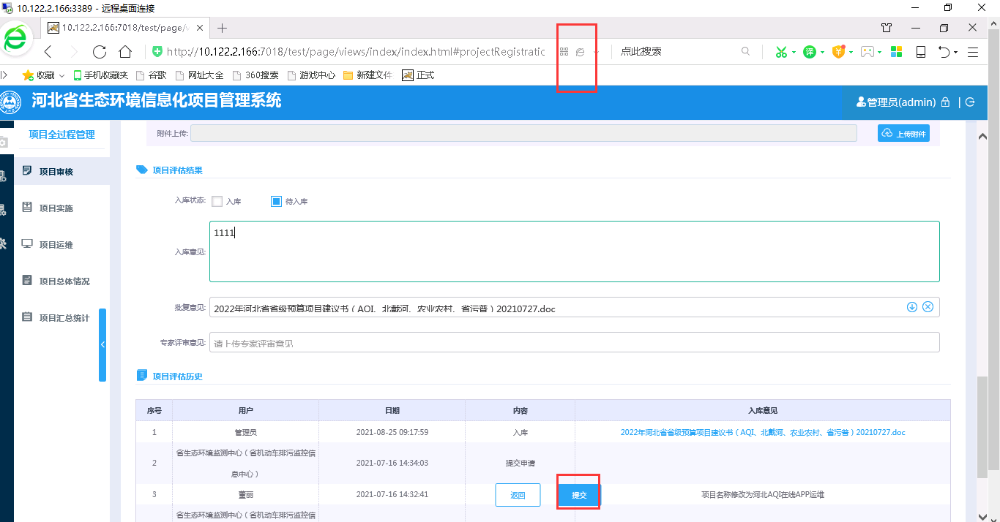 10.122.2.166:3389 - 远程桌面连接
10.122.2.166:7018/test/page/v
http://10.122.2.166:7018/test/page/views/index/index.html#projectRegistratic
点此搜索
译
收藏
手机收藏夹
谷歌
网址大全
360搜索
游戏中心
新建文件
正式
河北省生态环境信息化项目管理系统
管理员(admin)
项目全过程管理
项目审核
项目实施
项目运维
项目总体情况
项目汇总统计
附件上传:
上传附件
项目评估结果
入库状态:
入库
待入库
入库意见:
1111
批复意见:
2022年河北省省级预算项目建议书（AQI、北戴河、农业农村、省污普）20210727.doc
专家评审意见:
请上传专家评审意见
项目评估历史
序号 用户 日期 内容 入库意见
1 管理员 2021-08-25 09:17:59 入库 2022年河北省省级预算项目建议书（AQI、北戴河、农业农村、省污普）20210727.doc
2 省生态环境监测中心（省机动车排污监控信息中心） 2021-07-16 14:34:03 提交申请
3 董丽 2021-07-16 14:32:41 项目名称修改为河北AQI在线APP运维
返回
提交
省生态环境监测中心（省机动车排污监控信